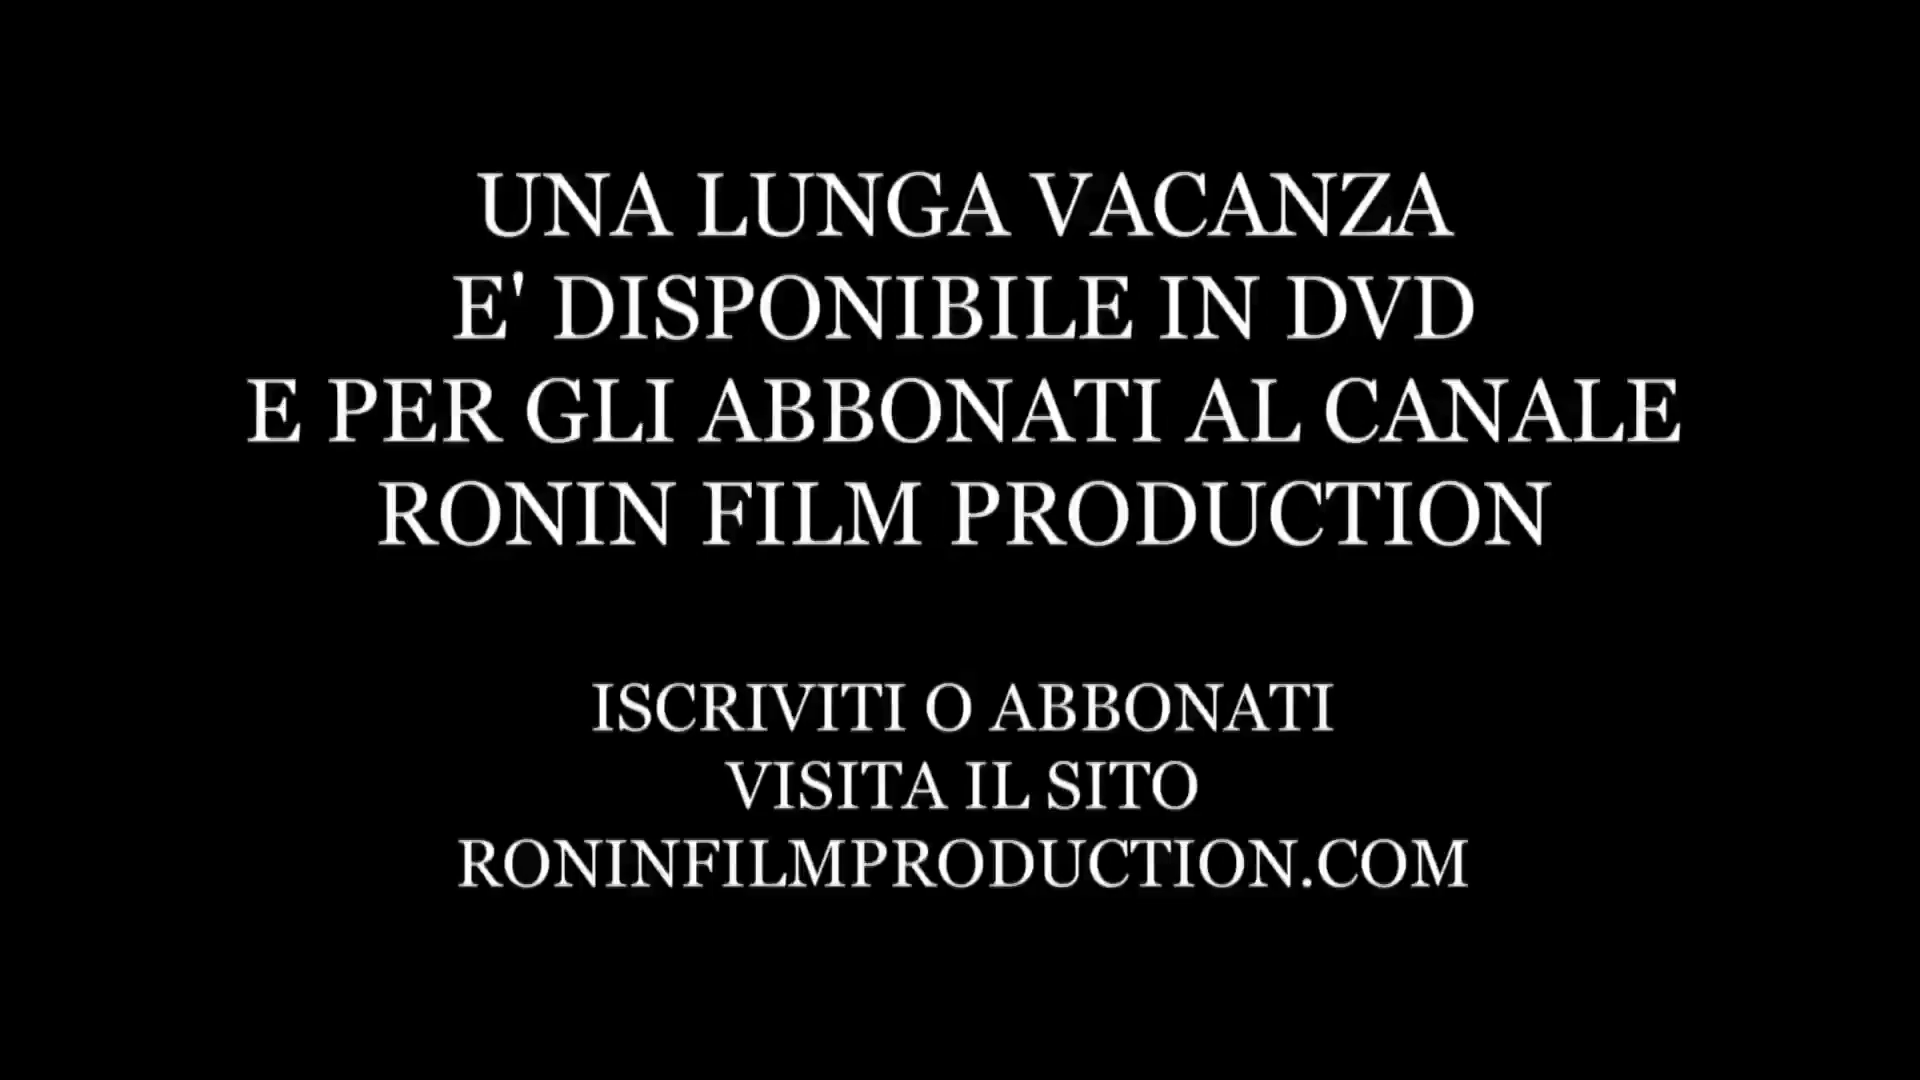 UNA LUNGA VACANZA
E' DISPONIBILE IN DVD
E PER GLI ABBONATI AL CANALE
RONIN FILM PRODUCTION
ISCRIVITI O ABBONATI
VISITA IL SITO
RONINFILMPRODUCTION.COM